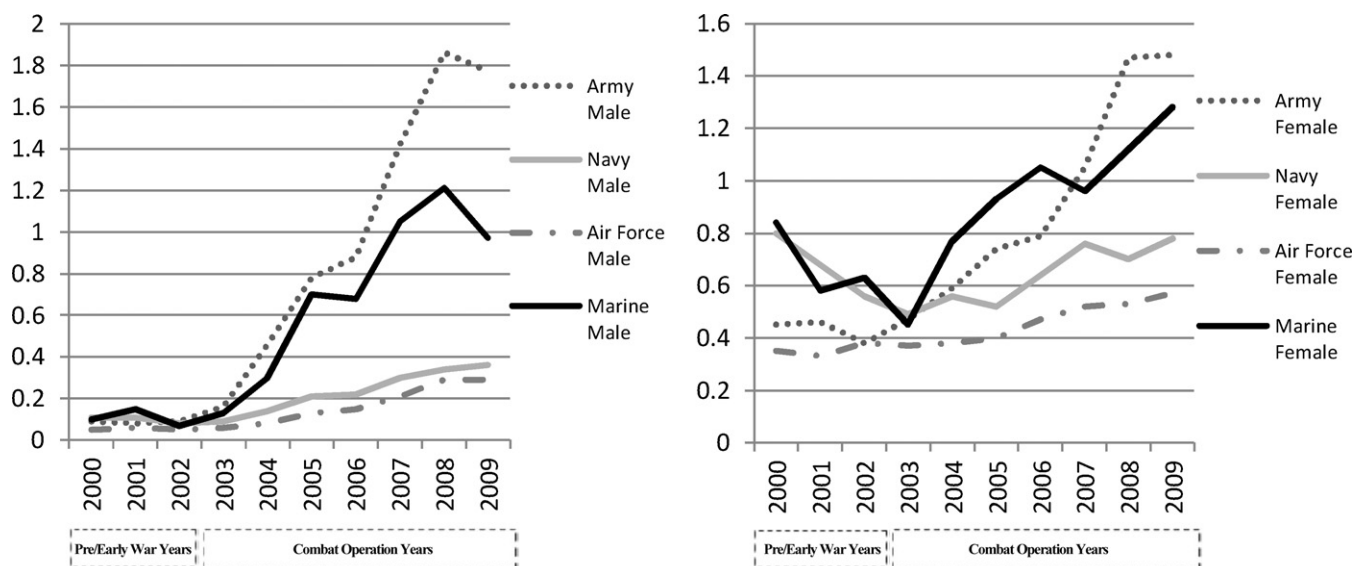 2
1.8
1.6
1.4
1.2
1
0.8
0.6
0.4
0.2
0
2000
2001
2002
2003
2004
2005
2006
2007
2008
2009
Pre/Early War Years
Combat Operation Years
Army
Male
Navy
Male
Air Force
Male
Marine
Male
1.6
1.4
1.2
1
0.8
0.6
0.4
0.2
0
2000
2001
2002
2003
2004
2005
2006
2007
2008
2009
Pre/Early War Years
Combat Operation Years
Army
Female
Navy
Female
Air Force
Female
Marine
Female